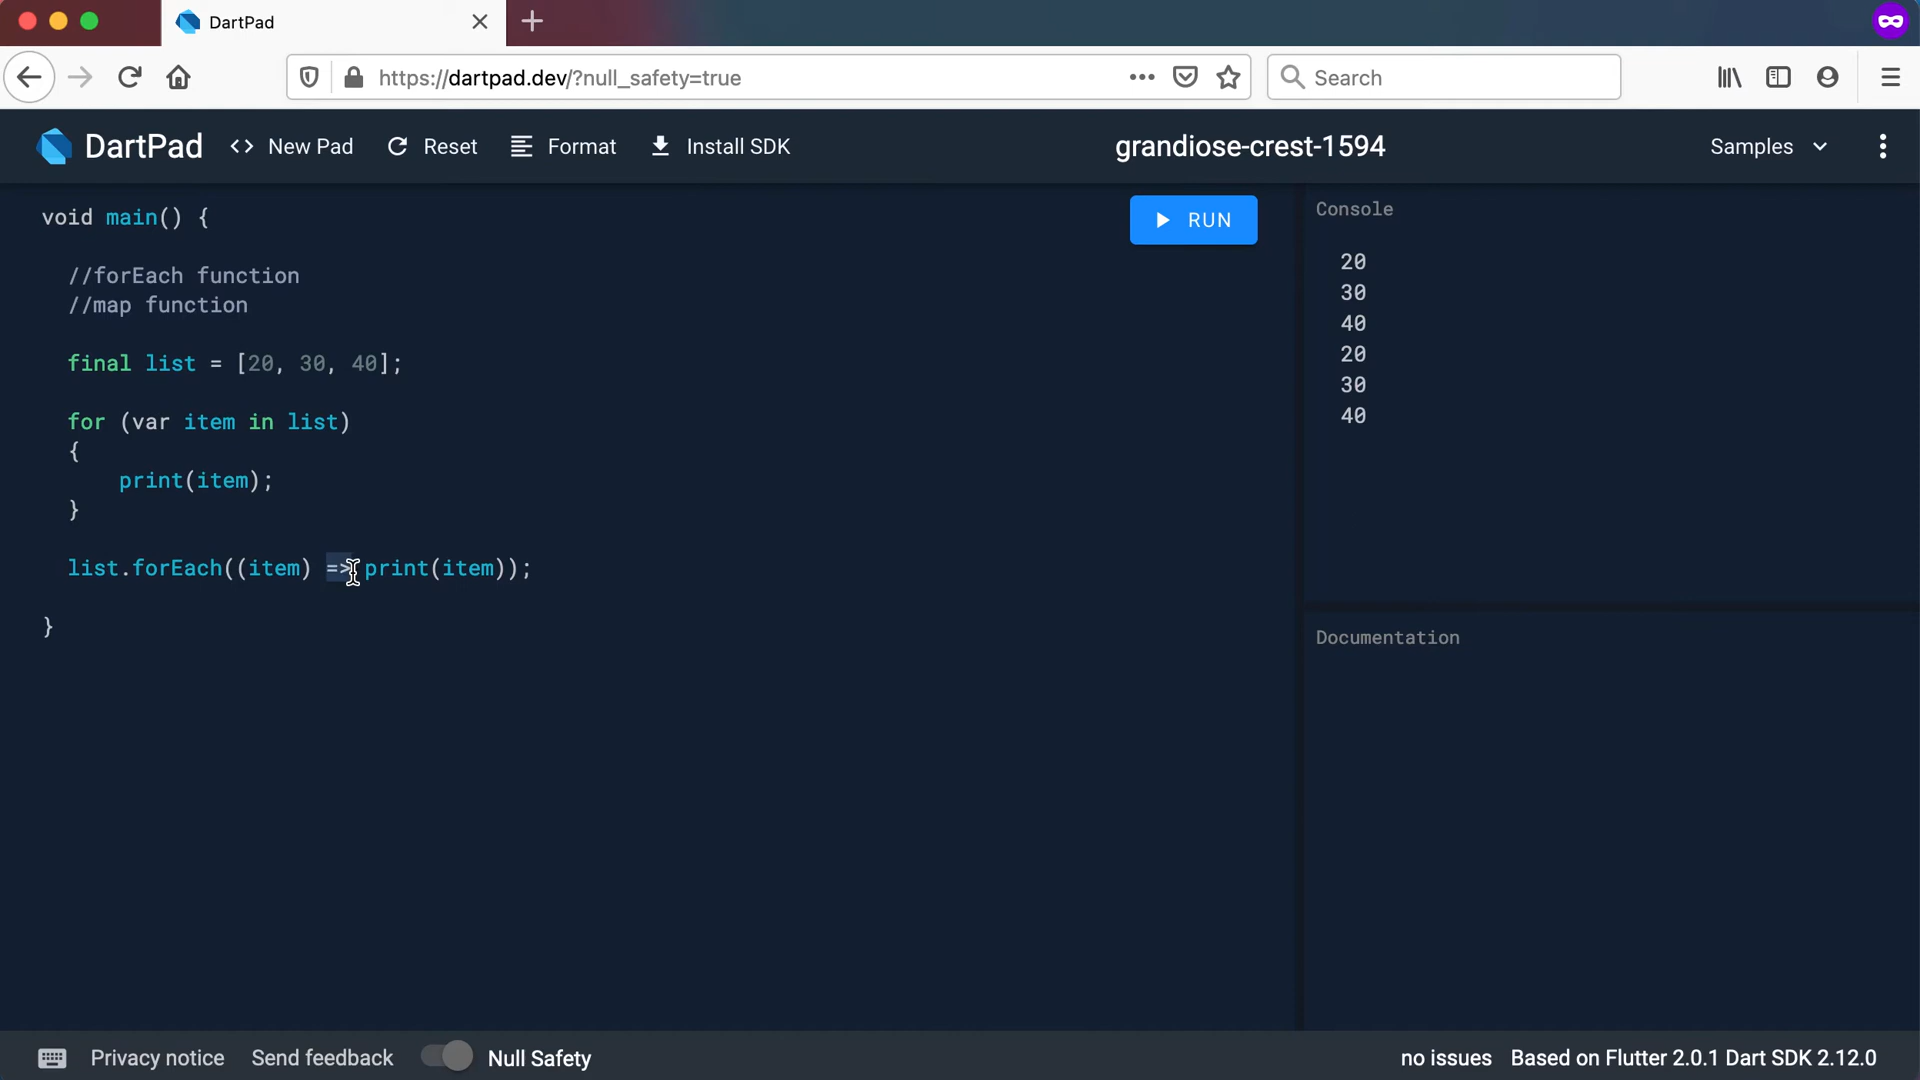 DartPad
https://dartpad.dev/?null_safety=true
Search
DartPad
<> New Pad
Reset
Format
Install SDK
grandiose-crest-1594
Samples
void main() {
//forEach function
//map function
final list = [20, 30, 40];
for (var item in list)
{
print(item);
}
list.forEach((item) => print(item));
}
RUN
Console
20
30
40
20
30
40
Documentation
Privacy notice
Send feedback
Null Safety
no issues
Based on Flutter 2.0.1 Dart SDK 2.12.0